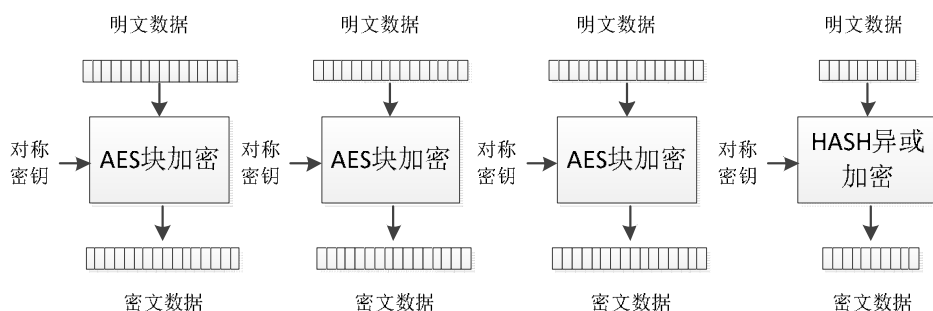 明文数据
明文数据
明文数据
明文数据
对称
密钥
AES块加密
对称
密钥
AES块加密
对称
密钥
AES块加密
对称
密钥
HASH异或
加密
密文数据
密文数据
密文数据
密文数据